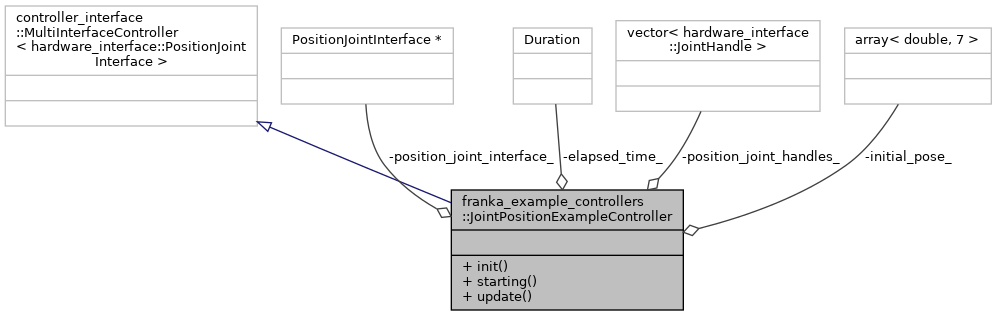 controller_interface
::MultiInterfaceController
< hardware_interface::PositionJoint
Interface >
PositionJointInterface *
Duration
vector< hardware_interface
::JointHandle >
array< double, 7 >
-position_joint_interface_
-elapsed_time_
-position_joint_handles_
-initial_pose_
franka_example_controllers
::JointPositionExampleController
+ init()
+ starting()
+ update()